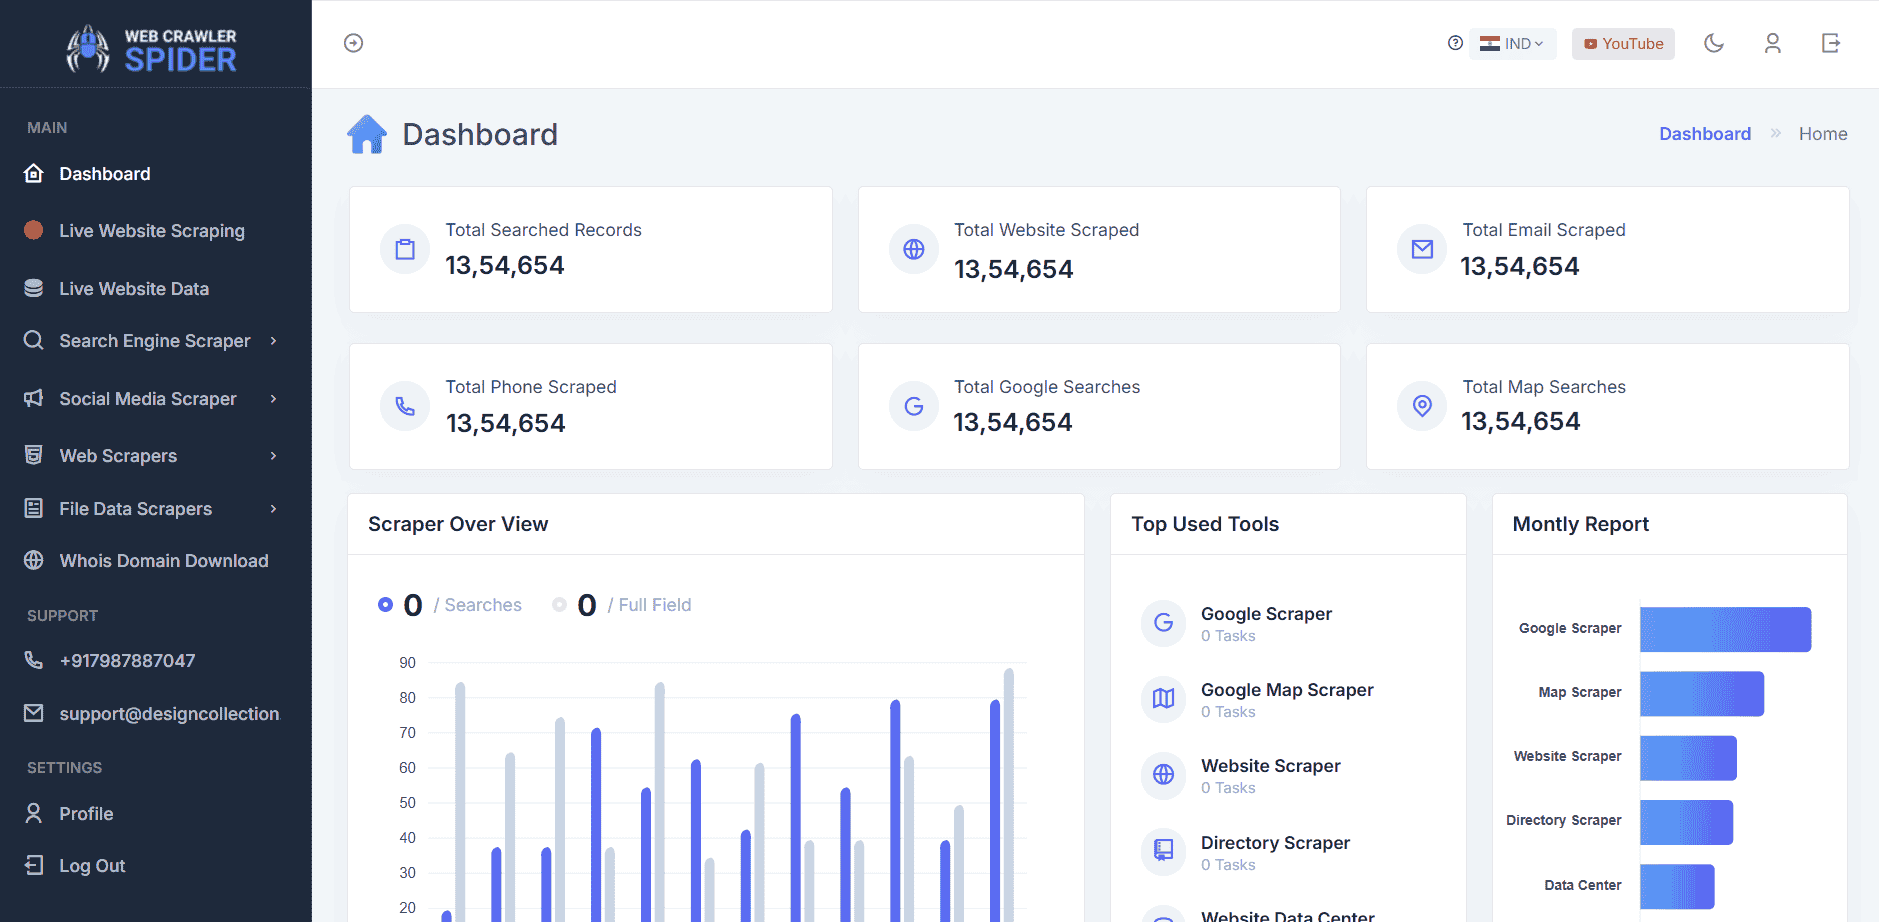 WEB CRAWLER
SPIDER
MAIN
Dashboard
Live Website Scraping
Live Website Data
Search Engine Scraper
Social Media Scraper
Web Scrapers
File Data Scrapers
Whois Domain Download
SUPPORT
+917987887047
support@designcollection.
SETTINGS
Profile
Log Out
IND
YouTube
Dashboard
Dashboard » Home
Total Searched Records
13,54,654
Total Website Scraped
13,54,654
Total Email Scraped
13,54,654
Total Phone Scraped
13,54,654
Total Google Searches
13,54,654
Total Map Searches
13,54,654
Scraper Over View
0 / Searches
0 / Full Field
90
80
70
60
50
40
30
20
Top Used Tools
Google Scraper
0 Tasks
Google Map Scraper
0 Tasks
Website Scraper
0 Tasks
Directory Scraper
0 Tasks
Website Data Center
Montly Report
Google Scraper
Map Scraper
Website Scraper
Directory Scraper
Data Center